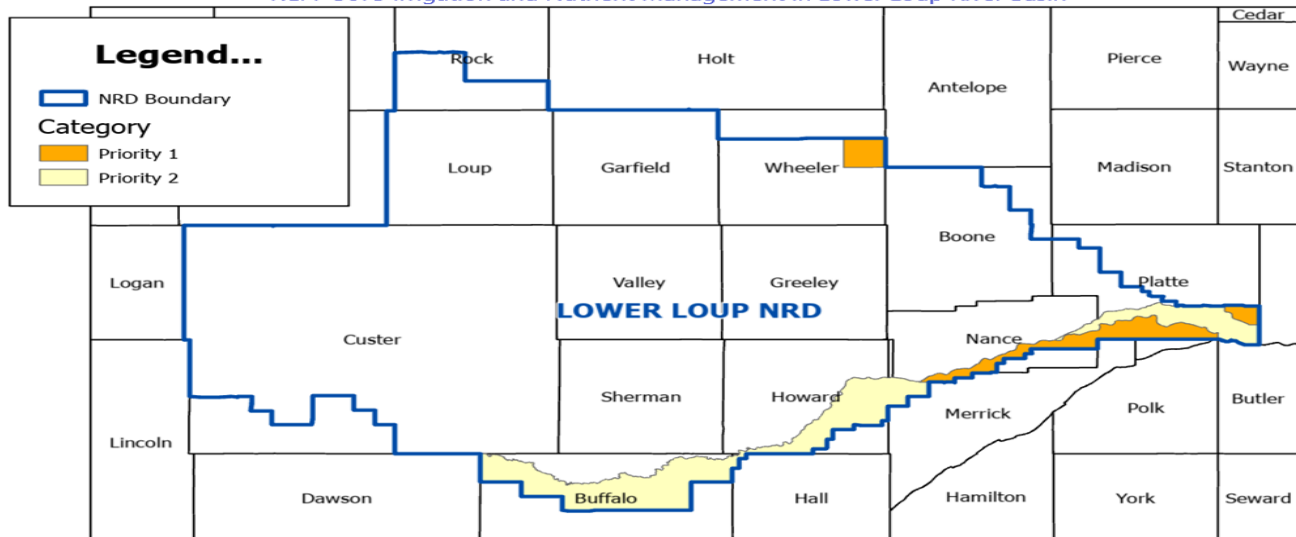 Cedar
Legend...
NRD Boundary
Category
Priority 1
Priority 2
Rock
Holt
Antelope
Pierce
Wayne
Loup
Garfield
Wheeler
Madison
Stanton
Boone
Logan
Valley
Greeley
Platte
LOWER LOUP NRD
Custer
Nance
Sherman
Howard
Merrick
Polk
Butler
Lincoln
Dawson
Buffalo
Hall
Hamilton
York
Seward